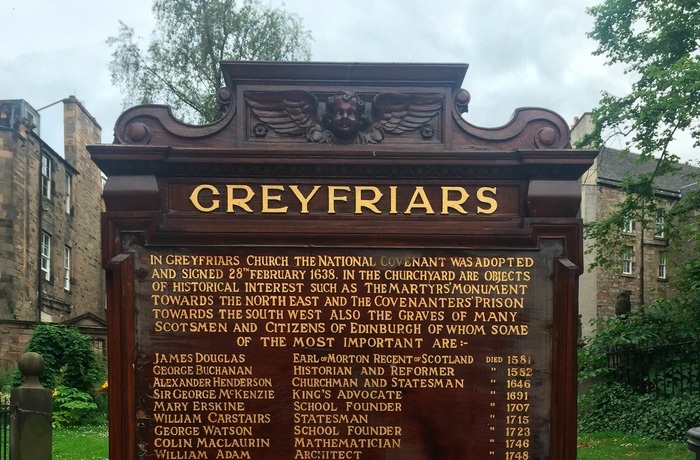 GREYFRIARS
IN GREYFRIARS CHURCH THE NATIONAL COVENANT WAS ADOPTED
AND SIGNED 28TH FEBRUARY 1638. IN THE CHURCHYARD ARE OBJECTS
OF HISTORICAL INTEREST SUCH AS THE MARTYRS' MONUMENT
TOWARDS THE NORTH EAST AND THE COVENANTERS' PRISON
TOWARDS THE SOUTH WEST ALSO THE GRAVES OF MANY
SCOTSMEN AND CITIZENS OF EDINBURGH OF WHOM SOME
OF THE MOST IMPORTANT ARE:-
JAMES DOUGLAS EARL OF MORTON REGENT OF SCOTLAND DIED 1581
GEORGE BUCHANAN HISTORIAN AND REFORMER " 1582
ALEXANDER HENDERSON CHURCHMAN AND STATESMAN " 1646
SIR GEORGE McKENZIE KING'S ADVOCATE " 1691
MARY ERSKINE SCHOOL FOUNDER " 1707
WILLIAM CARSTAIRS STATESMAN " 1715
GEORGE WATSON SCHOOL FOUNDER " 1723
COLIN MACLAURIN MATHEMATICIAN " 1746
WILLIAM ADAM ARCHITECT " 1748